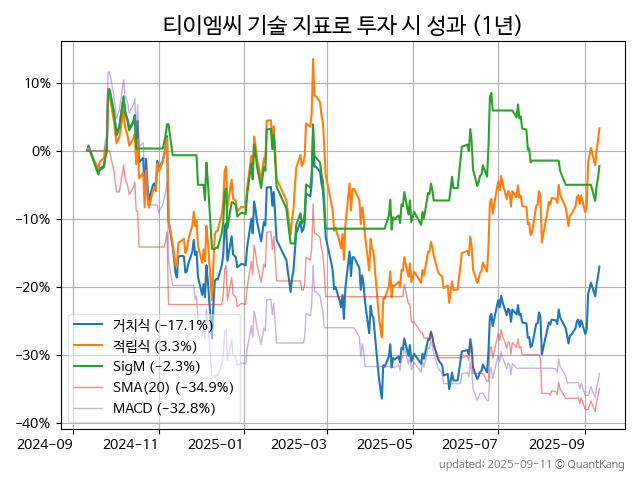 티이엠씨 기술 지표로 투자 시 성과 (1년)
10%
0%
−10%
−20%
−30%
−40%
거치식 (−17.1%)
적립식 (3.3%)
SigM (−2.3%)
SMA(20) (−34.9%)
MACD (−32.8%)
2024-09 2024-11 2025-01 2025-03 2025-05 2025-07 2025-09
updated: 2025-09-11 © QuantKang